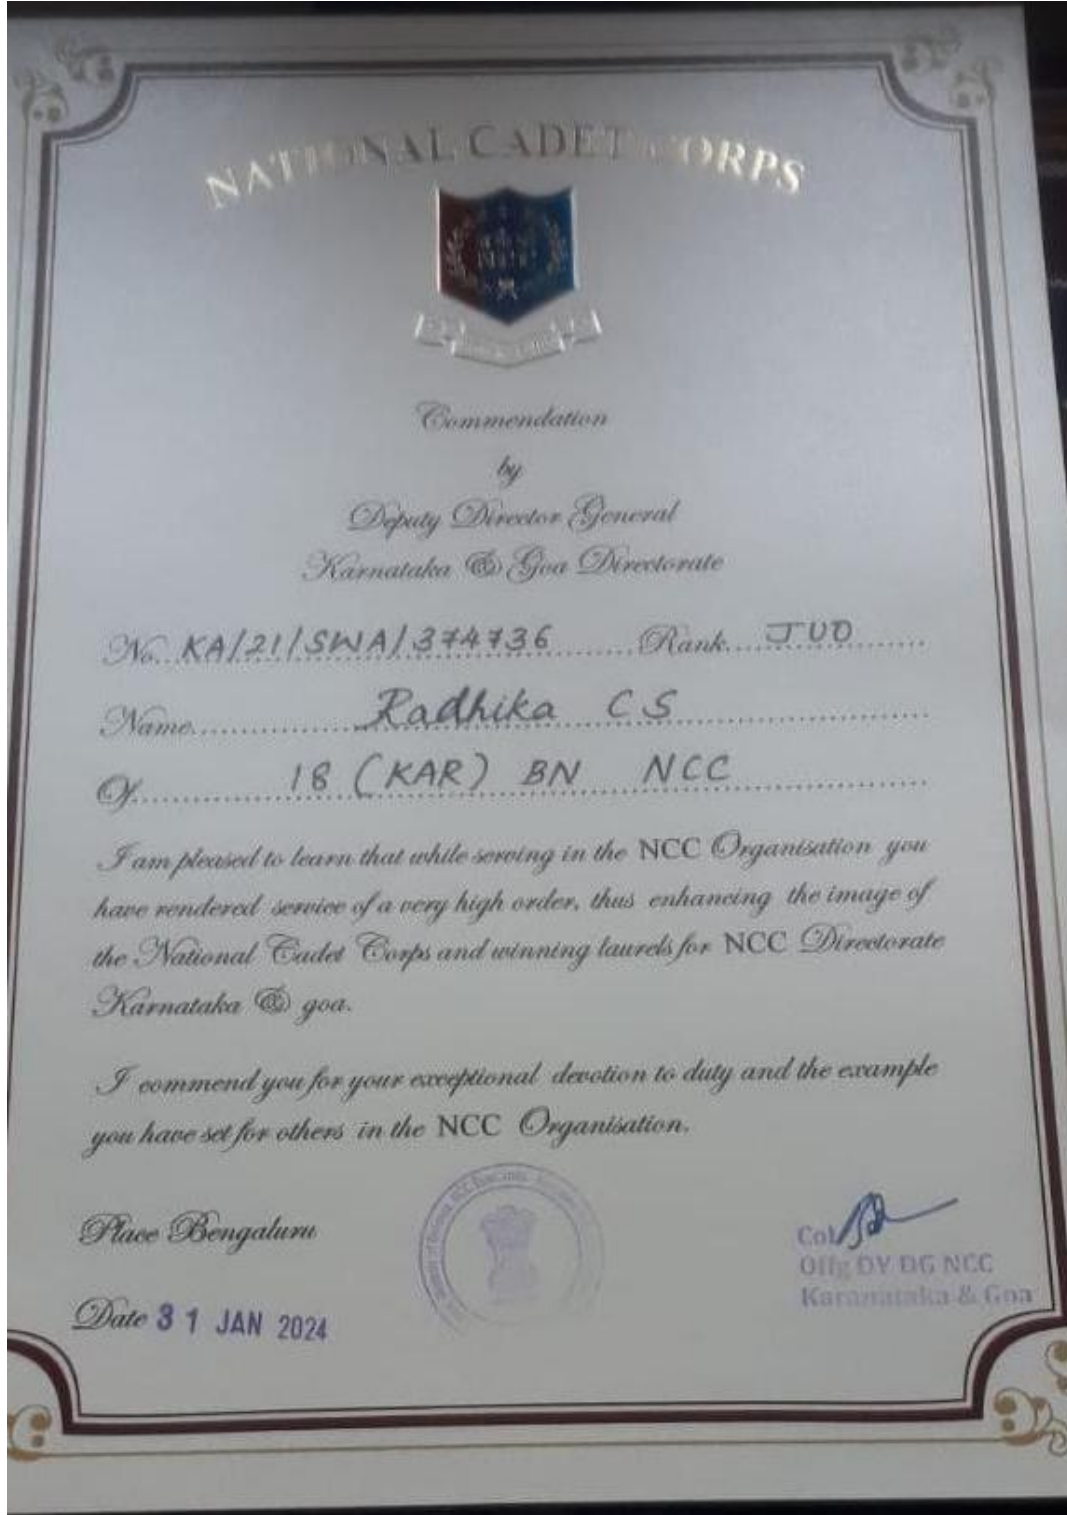 NATIONAL CADET CORPS
Commendation
by
Deputy Director General
Karnataka & Goa Directorate
No. KA/21/SWA/374736 Rank. JUO
Name. Radhika C S
Of. 18 (KAR) BN NCC
I am pleased to learn that while serving in the NCC Organisation you
have rendered service of a very high order, thus enhancing the image of
the National Cadet Corps and winning laurels for NCC Directorate
Karnataka & goa.
I commend you for your exceptional devotion to duty and the example
you have set for others in the NCC Organisation.
Place Bengaluru
Date 31 JAN 2024
Col
Offg DY DG NCC
Karanataka & Goa